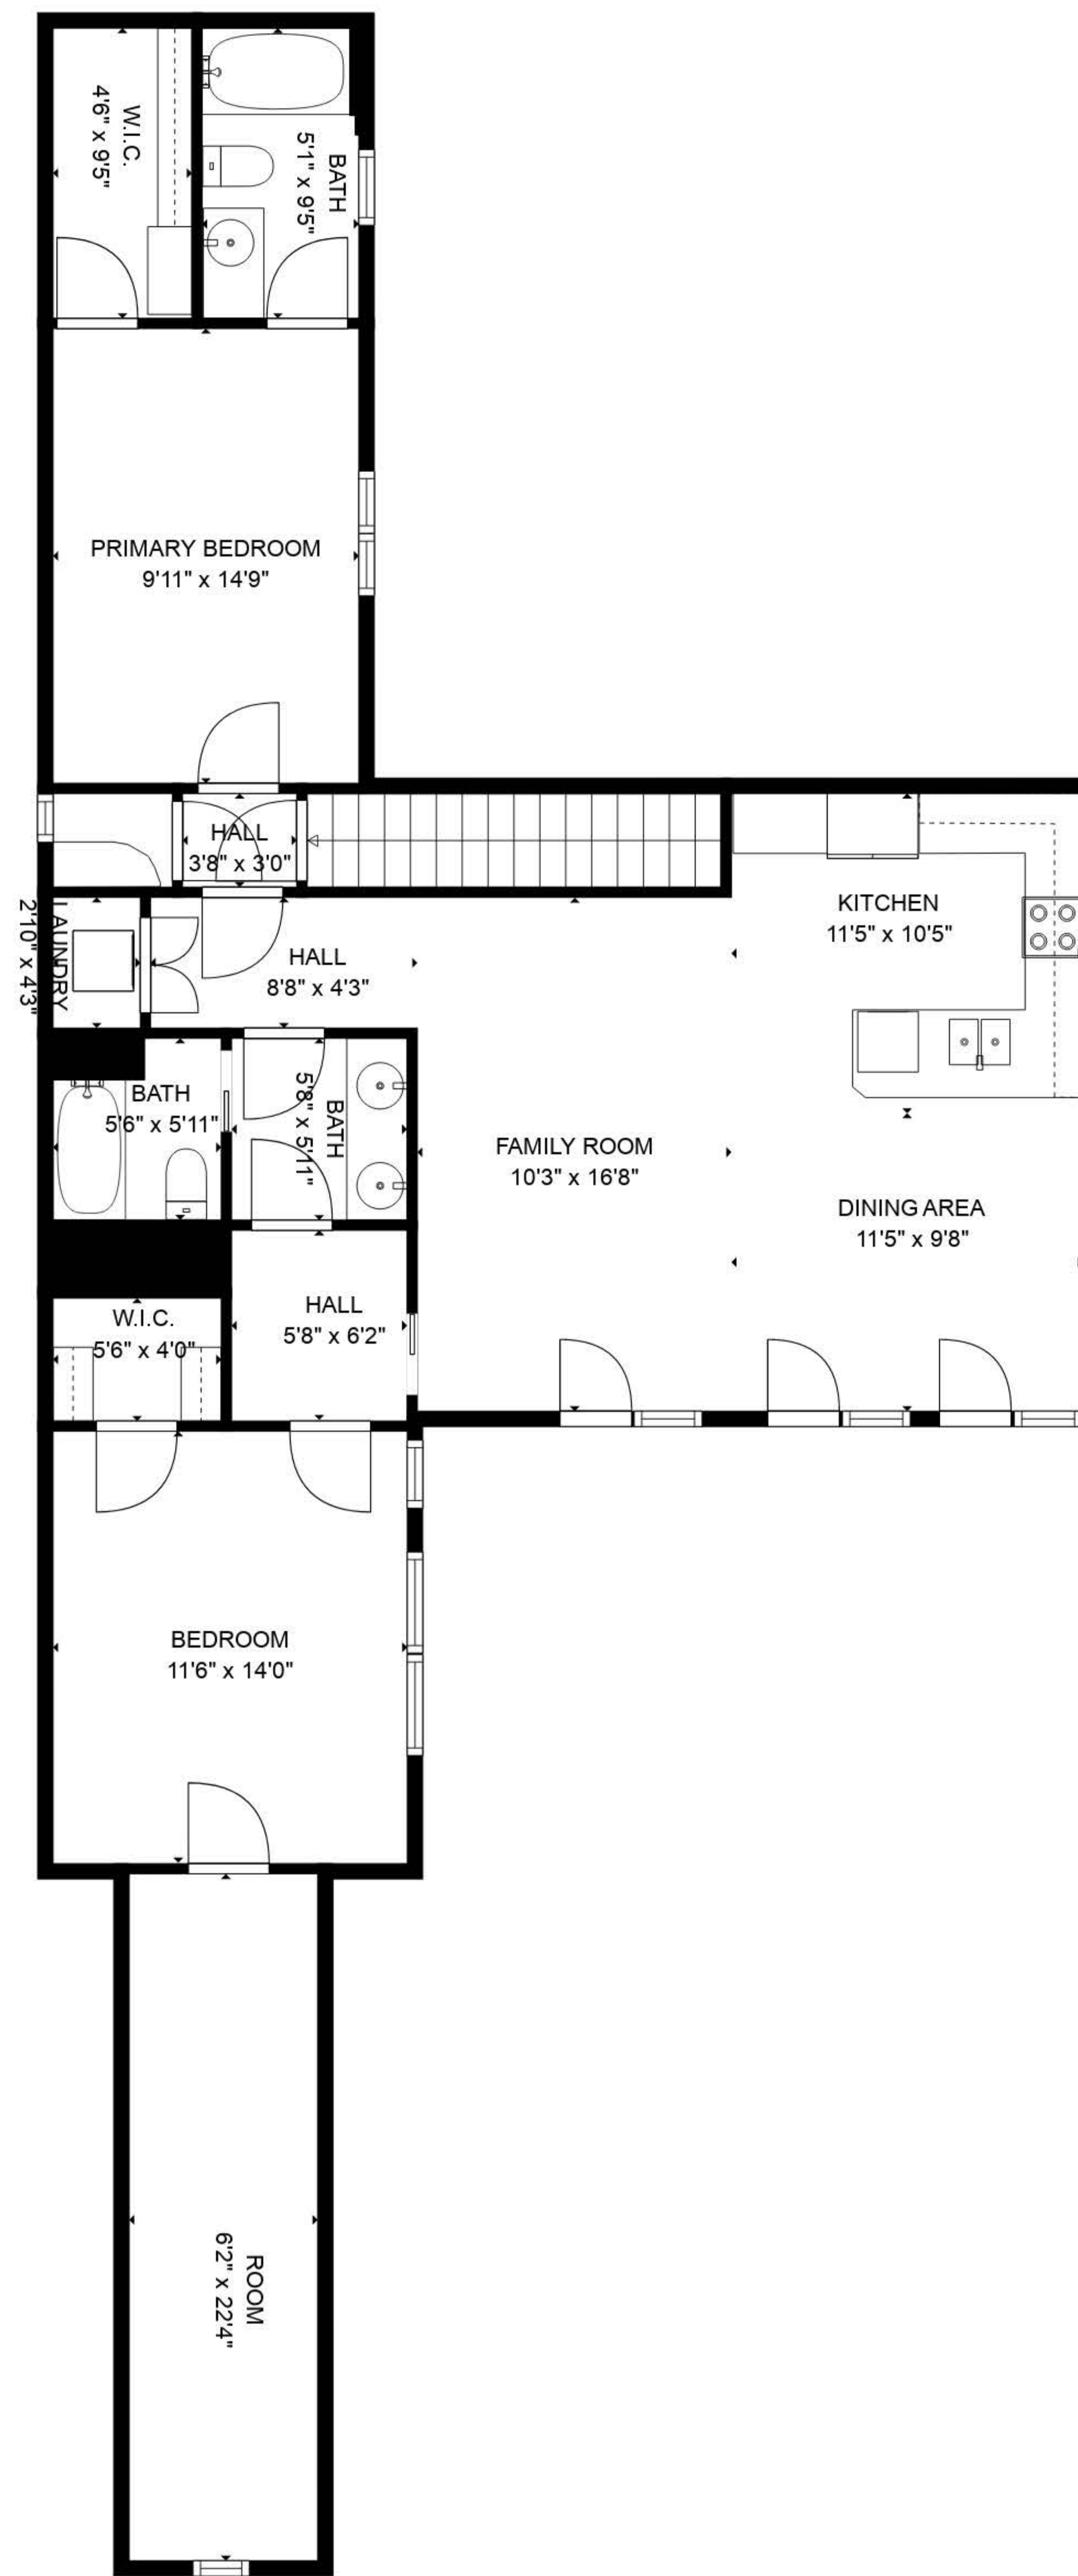 W.I.C.
4'6" x 9'5"
BATH
5'1" x 9'5"
PRIMARY BEDROOM
9'11" x 14'9"
HALL
3'8" x 3'0"
KITCHEN
11'5" x 10'5"
LAUNDRY
2'10" x 4'3"
HALL
8'8" x 4'3"
BATH
5'6" x 5'11"
BATH
5'8" x 5'11"
FAMILY ROOM
10'3" x 16'8"
DINING AREA
11'5" x 9'8"
W.I.C.
5'6" x 4'0"
HALL
5'8" x 6'2"
BEDROOM
11'6" x 14'0"
ROOM
6'2" x 22'4"